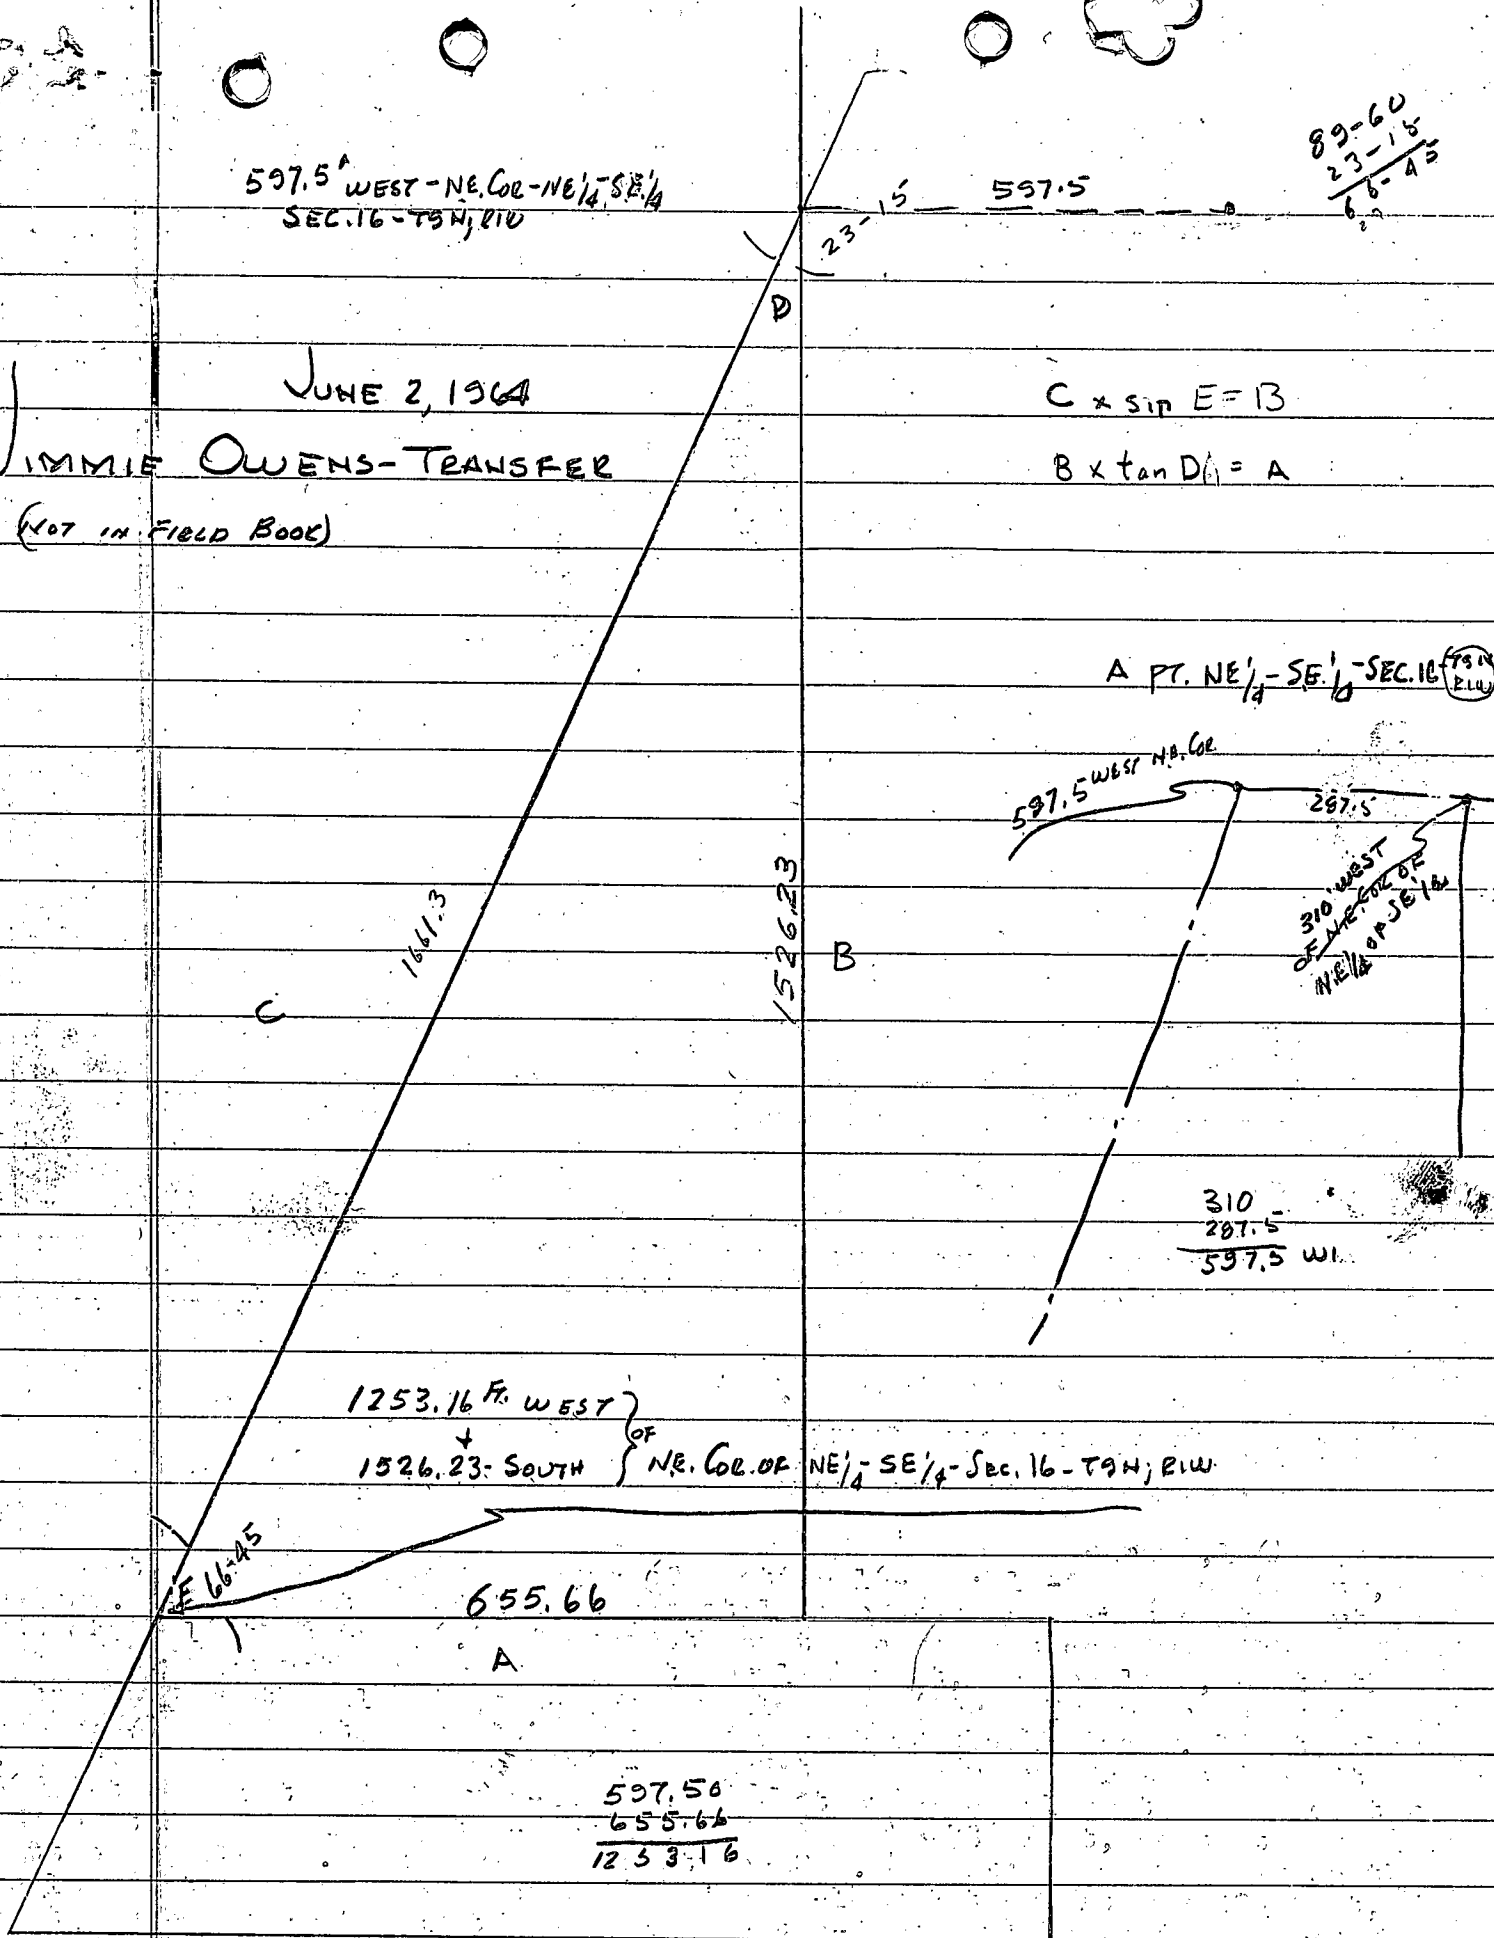 89-60
23-15
66-45
597.5 WEST-NE.COR-NE¼-SE¼
SEC.16-T9N; R1W
597.5
23-15
D
JUNE 2, 1964
JIMMIE OWENS-TRANSFER
(NOT IN FIELD BOOK)
C x sin E = B
B x tan D = A
A PT. NE¼-SE.¼-SEC.16-T9N R1W
597.5 WEST NE. COR
287.5
310' WEST
OF N.E. COR OF
N.E¼ OF SE¼
1661.3
C
1526.23
B
310
287.5
597.5 WI.
1253.16 FT. WEST
+
1526.23- SOUTH
OF
NE. COR. OF NE¼-SE¼-SEC. 16-T9N; R1W.
E 66-45
655.66
A
597.50
655.66
1253.16